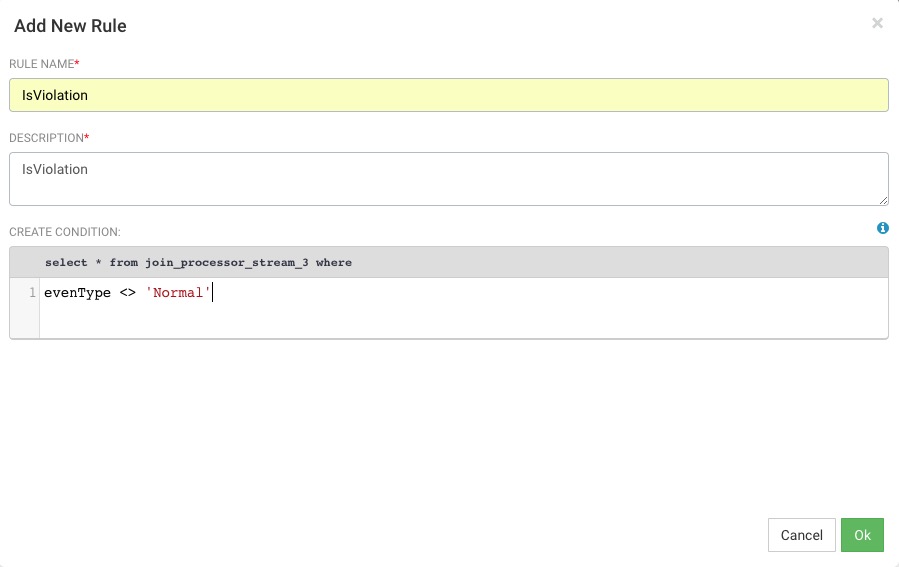 Add New Rule
×
RULE NAME*
IsViolation
DESCRIPTION*
IsViolation
CREATE CONDITION:
select * from join_processor_stream_3 where
1 evenType <> 'Normal'
Cancel Ok